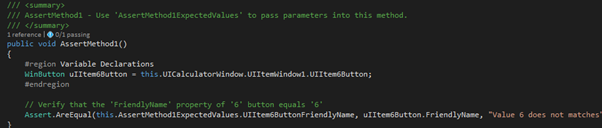 /// <summary>
/// AssertMethod1 - Use 'AssertMethod1ExpectedValues' to pass parameters into this method.
/// </summary>
1 reference | 0/1 passing
public void AssertMethod1()
{
#region Variable Declarations
WinButton uIItem6Button = this.UICalculatorWindow.UIItemWindow1.UIItem6Button;
#endregion
// Verify that the 'FriendlyName' property of '6' button equals '6'
Assert.AreEqual(this.AssertMethod1ExpectedValues.UIItem6ButtonFriendlyName, uIItem6Button.FriendlyName, "Value 6 does not matches"
}